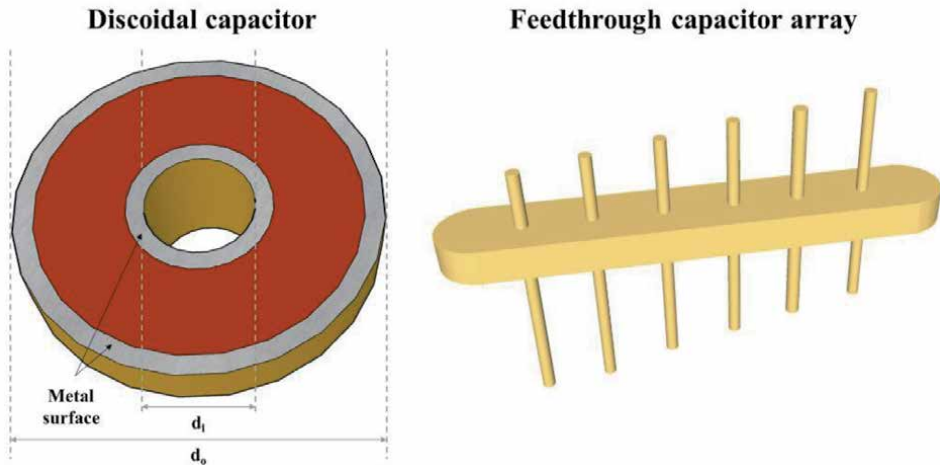 Discoidal capacitor
Feedthrough capacitor array
Metal
surface
di
do